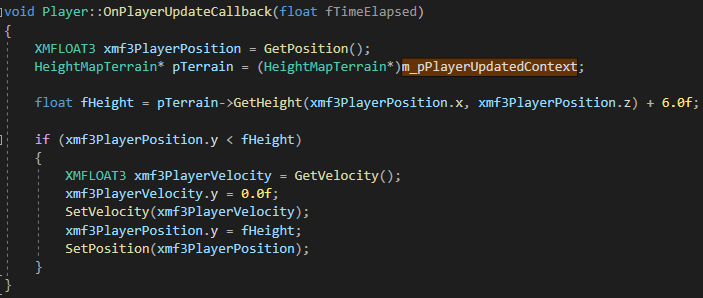 void Player::OnPlayerUpdateCallback(float fTimeElapsed)
{
XMFLOAT3 xmf3PlayerPosition = GetPosition();
HeightMapTerrain* pTerrain = (HeightMapTerrain*)m_pPlayerUpdatedContext;
float fHeight = pTerrain->GetHeight(xmf3PlayerPosition.x, xmf3PlayerPosition.z) + 6.0f;
if (xmf3PlayerPosition.y < fHeight)
{
XMFLOAT3 xmf3PlayerVelocity = GetVelocity();
xmf3PlayerVelocity.y = 0.0f;
SetVelocity(xmf3PlayerVelocity);
xmf3PlayerPosition.y = fHeight;
SetPosition(xmf3PlayerPosition);
}
}